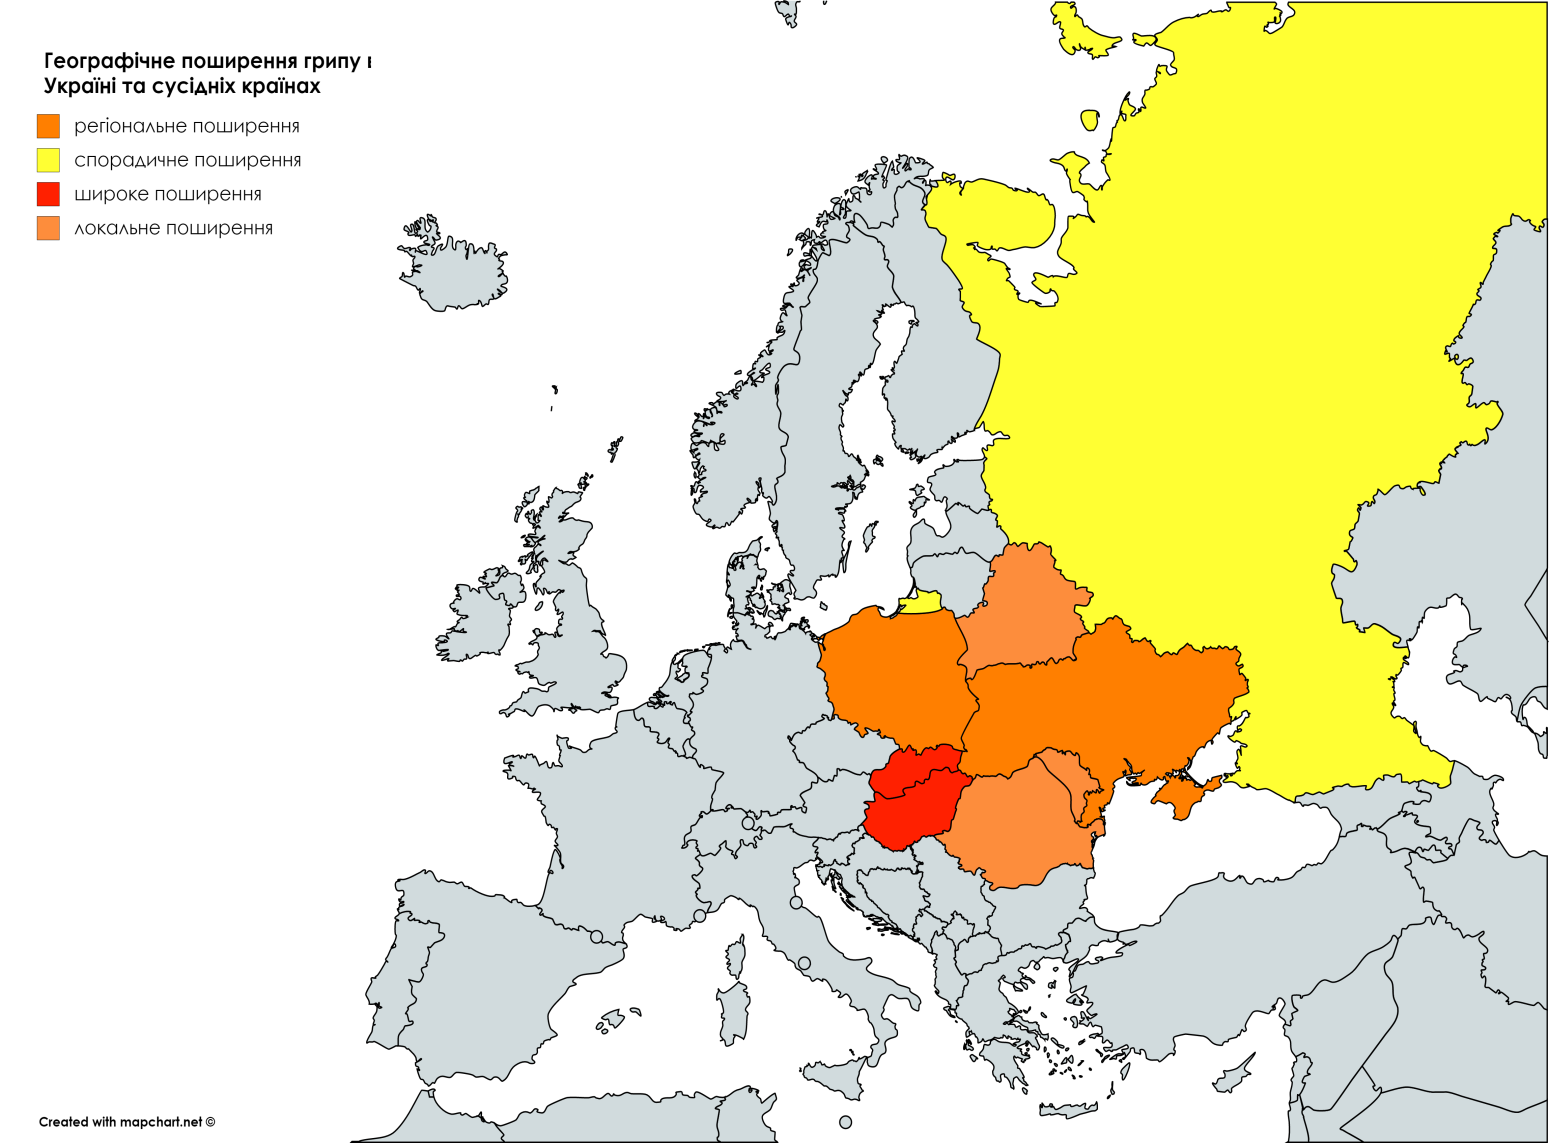 Географічне поширення грипу в
Україні та сусідніх країнах
регіональне поширення
спорадичне поширення
широке поширення
локальне поширення
Created with mapchart.net ©